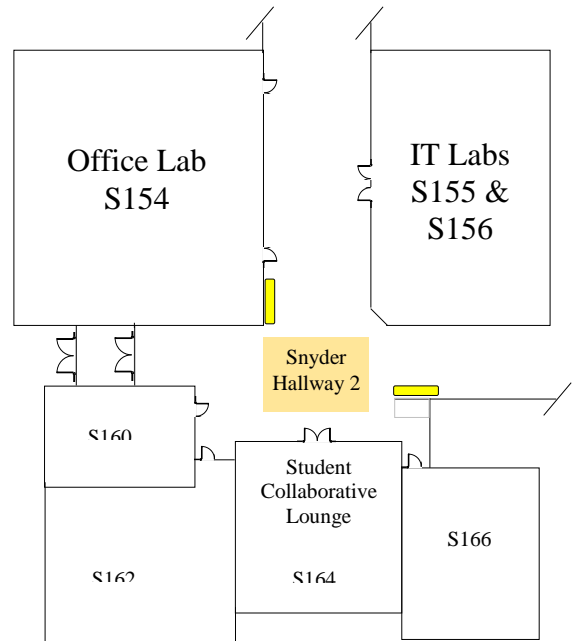 Office Lab
S154
IT Labs
S155 &
S156
Snyder
Hallway 2
S160
Student
Collaborative
Lounge
S166
S162
S164